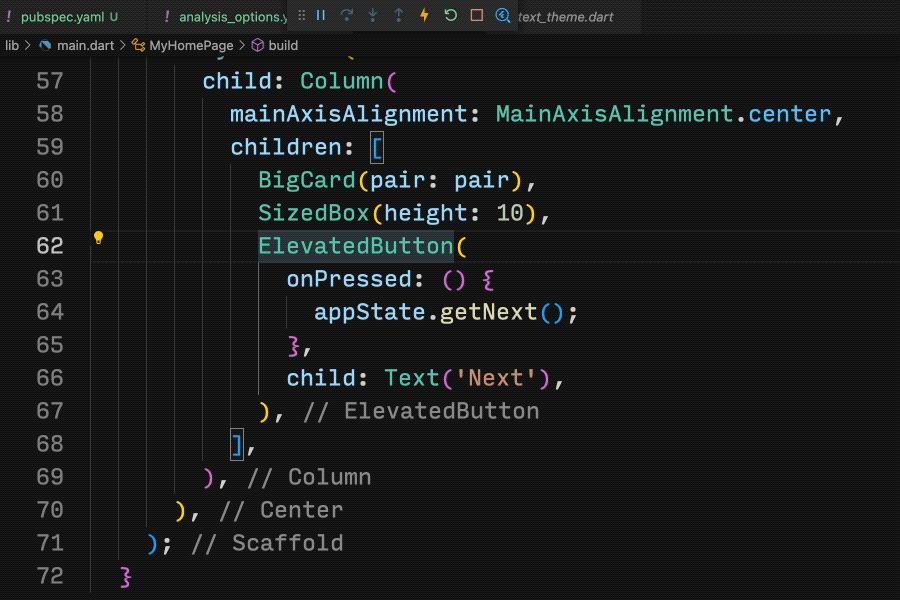 ! pubspec.yaml U ! analysis_options.y text_theme.dart
lib > main.dart > MyHomePage > build
57 child: Column(
58 mainAxisAlignment: MainAxisAlignment.center,
59 children: [
60 BigCard(pair: pair),
61 SizedBox(height: 10),
62 ElevatedButton(
63 onPressed: () {
64 appState.getNext();
65 },
66 child: Text('Next'),
67 ), // ElevatedButton
68 ],
69 ), // Column
70 ), // Center
71 ); // Scaffold
72 }